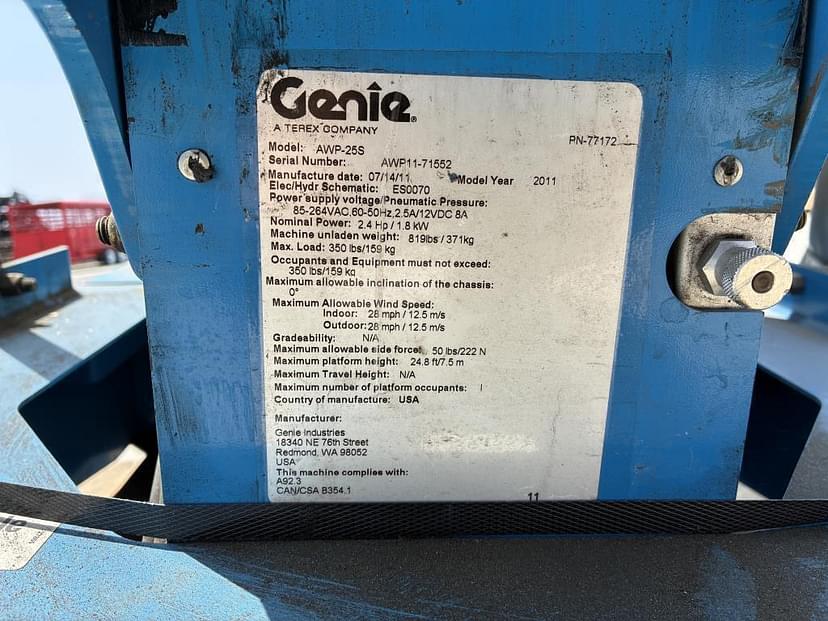 Genie®
A TEREX COMPANY
PN-77172
Model: AWP-25S
Serial Number: AWP11-71552
Manufacture date: 07/14/11 Model Year 2011
Elec/Hydr Schematic: ES0070
Power supply voltage/Pneumatic Pressure:
85-264VAC,60-50Hz,2.5A/12VDC 8A
Nominal Power: 2.4 Hp / 1.8 kW
Machine unladen weight: 819lbs / 371kg
Max. Load: 350 lbs/159 kg
Occupants and Equipment must not exceed:
350 lbs/159 kg
Maximum allowable inclination of the chassis:
0°
Maximum Allowable Wind Speed:
Indoor: 28 mph / 12.5 m/s
Outdoor: 28 mph / 12.5 m/s
Gradeability: N/A
Maximum allowable side force: 50 lbs/222 N
Maximum platform height: 24.8 ft/7.5 m
Maximum Travel Height: N/A
Maximum number of platform occupants: 1
Country of manufacture: USA
Manufacturer:
Genie Industries
18340 NE 76th Street
Redmond, WA 98052
USA
This machine complies with:
A92.3
CAN/CSA B354.1
11